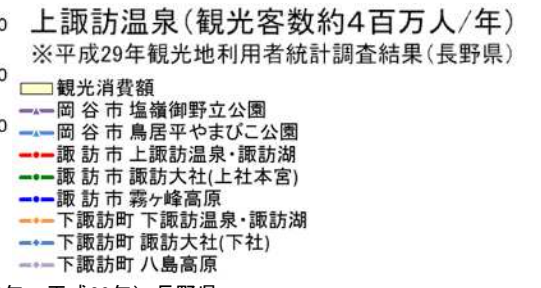 0 上諏訪温泉(観光客数約4百万人/年)
※平成29年観光地利用者統計調査結果(長野県)
0
観光消費額
岡谷市 塩嶺御野立公園
0
岡谷市 鳥居平やまびこ公園
諏訪市 上諏訪温泉・諏訪湖
諏訪市 諏訪大社(上社本宮)
諏訪市 霧ヶ峰高原
下諏訪町 下諏訪温泉・諏訪湖
下諏訪町 諏訪大社(下社)
下諏訪町 八島高原